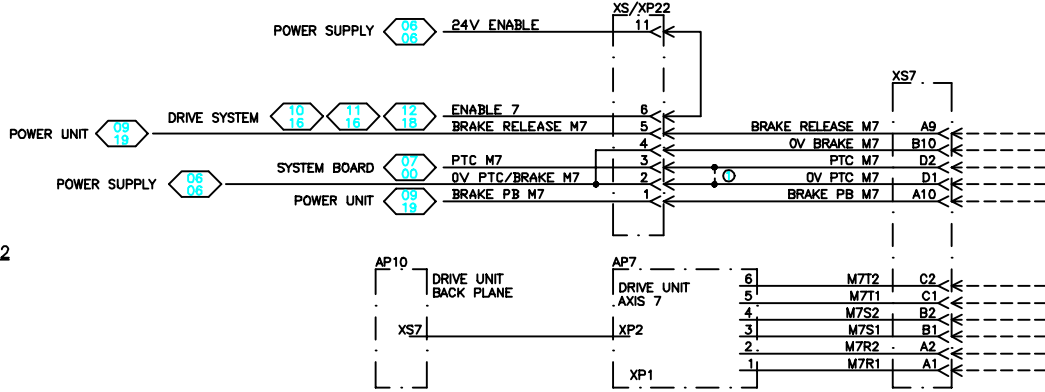 XS/XP22
POWER SUPPLY 06 06 24V ENABLE 11
XS7
DRIVE SYSTEM 10 16 11 16 12 18 ENABLE 7 6
POWER UNIT 09 19 BRAKE RELEASE M7 5 BRAKE RELEASE M7 A9
4 0V BRAKE M7 B10
SYSTEM BOARD 07 00 PTC M7 3 PTC M7 D2
POWER SUPPLY 06 06 0V PTC/BRAKE M7 2 1 0V PTC M7 D1
POWER UNIT 09 19 BRAKE PB M7 1 BRAKE PB M7 A10
2
AP10 AP7
DRIVE UNIT
BACK PLANE
DRIVE UNIT
AXIS 7
6 M7T2 C2
5 M7T1 C1
4 M7S2 B2
XS7 XP2 3 M7S1 B1
2 M7R2 A2
XP1 1 M7R1 A1